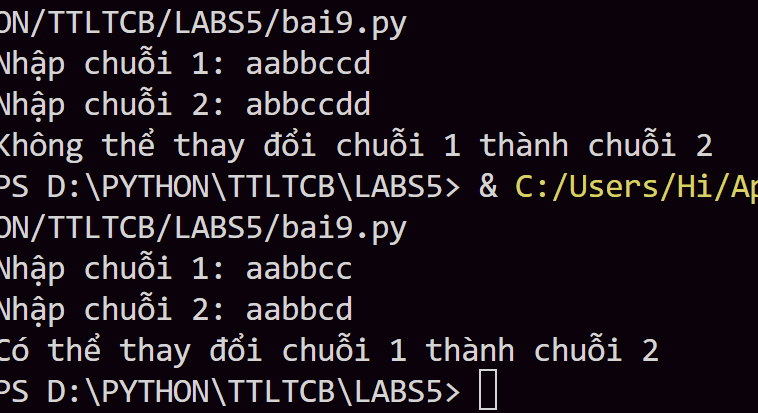 ON/TTLTCB/LABS5/bai9.py
Nhập chuỗi 1: aabbccd
Nhập chuỗi 2: abbccdd
Không thể thay đổi chuỗi 1 thành chuỗi 2
PS D:\PYTHON\TTLTCB\LABS5> & C:/Users/Hi/Ap
ON/TTLTCB/LABS5/bai9.py
Nhập chuỗi 1: aabbcc
Nhập chuỗi 2: aabbcd
Có thể thay đổi chuỗi 1 thành chuỗi 2
PS D:\PYTHON\TTLTCB\LABS5>